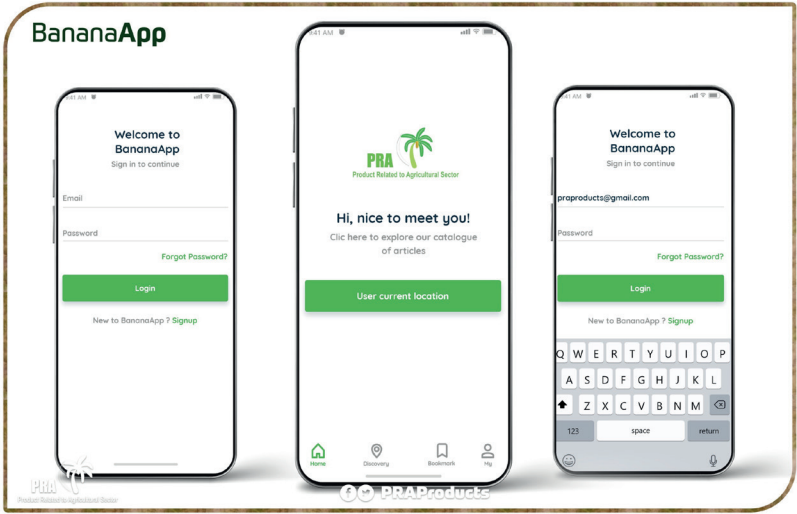 BananaApp
9:41 AM
Welcome to
BananaApp
Sign in to continue
Email
Password
Forgot Password?
Login
New to BananaApp ? Signup
9:41 AM
PRA
Product Related to Agricultural Sector
Hi, nice to meet you!
Clic here to explore our catalogue
of articles
User current location
Home Discovery Bookmark My
9:41 AM
Welcome to
BananaApp
Sign in to continue
praproducts@gmail.com
Password
Forgot Password?
Login
New to BananaApp ? Signup
Q W E R T Y U I O P
A S D F G H J K L
Z X C V B N M
123 space return
PRA
Product Related to Agricultural Sector
PRAProducts